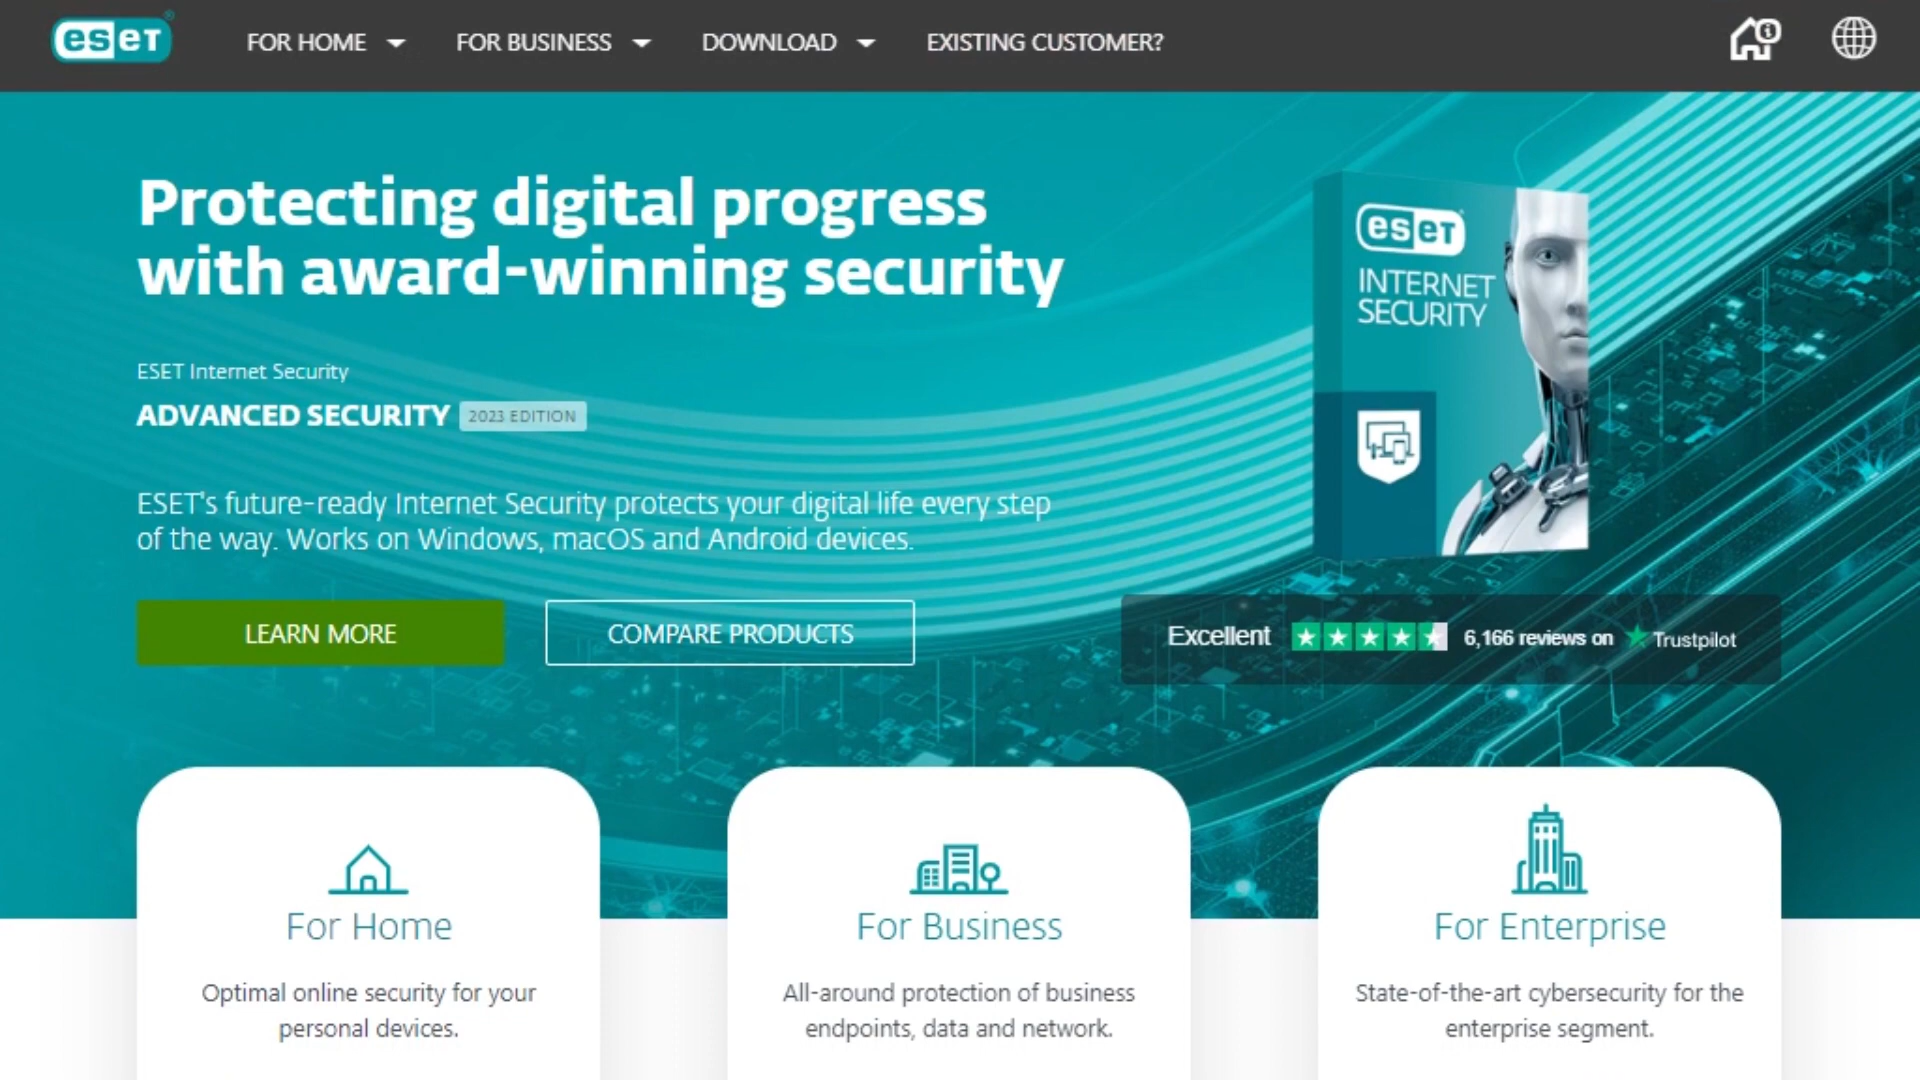 eset
FOR HOME
FOR BUSINESS
DOWNLOAD
EXISTING CUSTOMER?
Protecting digital progress
with award-winning security
ESET Internet Security
ADVANCED SECURITY 2023 EDITION
ESET's future-ready Internet Security protects your digital life every step
of the way. Works on Windows, macOS and Android devices.
LEARN MORE
COMPARE PRODUCTS
eset
INTERNET
SECURITY
Excellent 6,166 reviews on Trustpilot
For Home
Optimal online security for your
personal devices.
For Business
All-around protection of business
endpoints, data and network.
For Enterprise
State-of-the-art cybersecurity for the
enterprise segment.